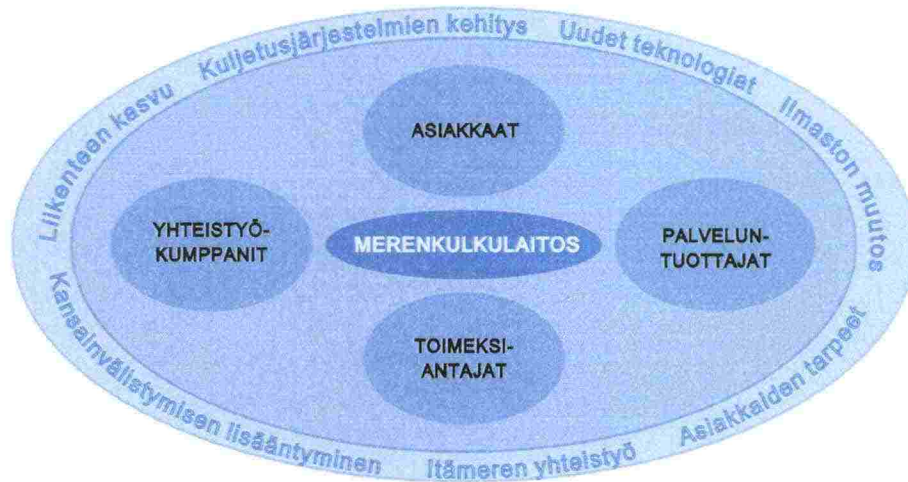 Kuljetusjärjestelmien kehitys
Uudet teknologiat
Liikenteen kasvu
Ilmaston muutos
ASIAKKAAT
YHTEISTYÖ-
KUMPPANIT
MERENKULKULAITOS
PALVELUN-
TUOTTAJAT
TOIMEKSI-
ANTAJAT
Kansainvälistymisen lisääntyminen
Itämeren yhteistyö
Asiakkaiden tarpeet